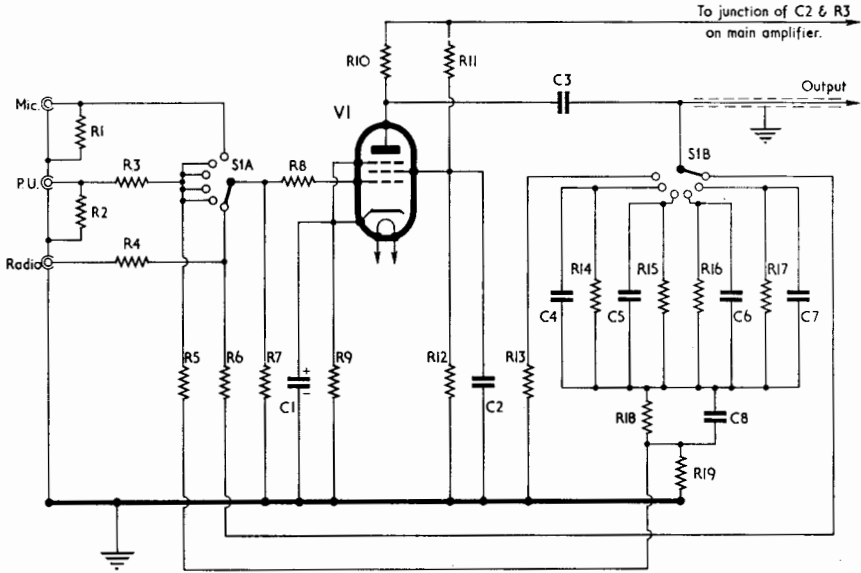 To junction of C2 & R3
on main amplifier.
R10
R11
C3
Output
Mic.
V1
R1
S1A
S1B
R3
R8
P.U.
R2
R4
Radio
R14
R15
R16
R17
C4
C5
C6
C7
R5
R6
R7
R9
R12
R13
+
−
C1
C2
R18
C8
R19